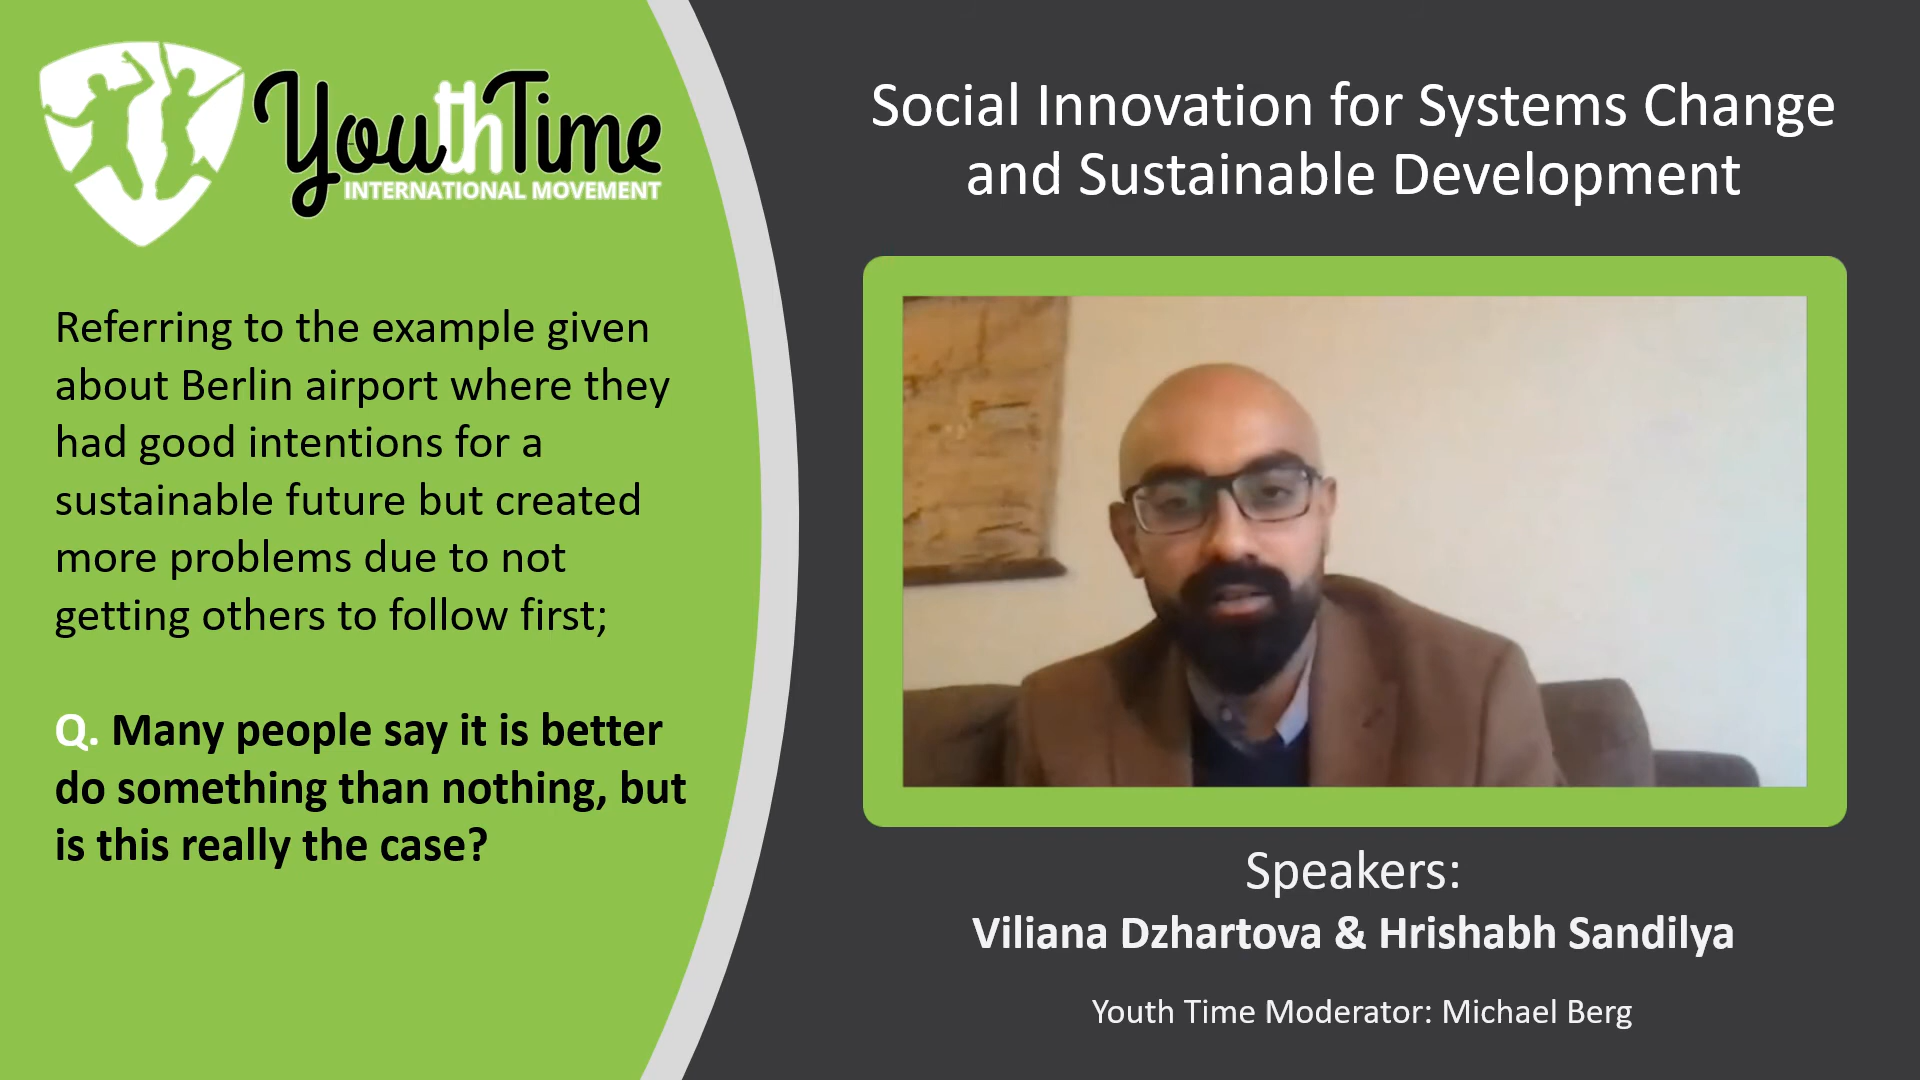 YouthTime
INTERNATIONAL MOVEMENT
Referring to the example given
about Berlin airport where they
had good intentions for a
sustainable future but created
more problems due to not
getting others to follow first;
Q. Many people say it is better
do something than nothing, but
is this really the case?
Social Innovation for Systems Change
and Sustainable Development
Speakers:
Viliana Dzhartova & Hrishabh Sandilya
Youth Time Moderator: Michael Berg